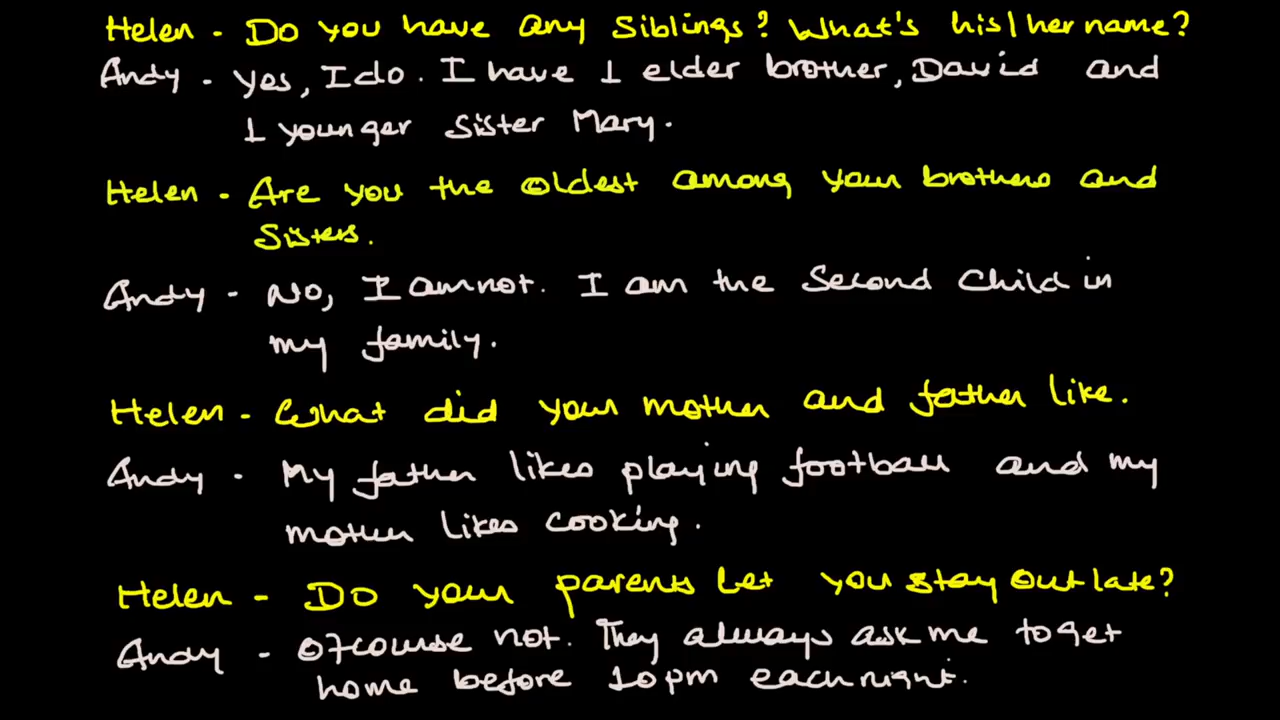 Helen - Do you have any Siblings? What's his/her name?
Andy - Yes, I do. I have 1 elder brother, David and
1 younger sister Mary.
Helen - Are you the oldest among your brothers and
Sisters.
Andy - No, I am not. I am the Second Child in
my family.
Helen - What did your mother and father like.
Andy - My father likes playing football and my
mother likes cooking.
Helen - Do your parents let you stay out late?
Andy - Of course not. They always ask me to get
home before 10 pm each night.